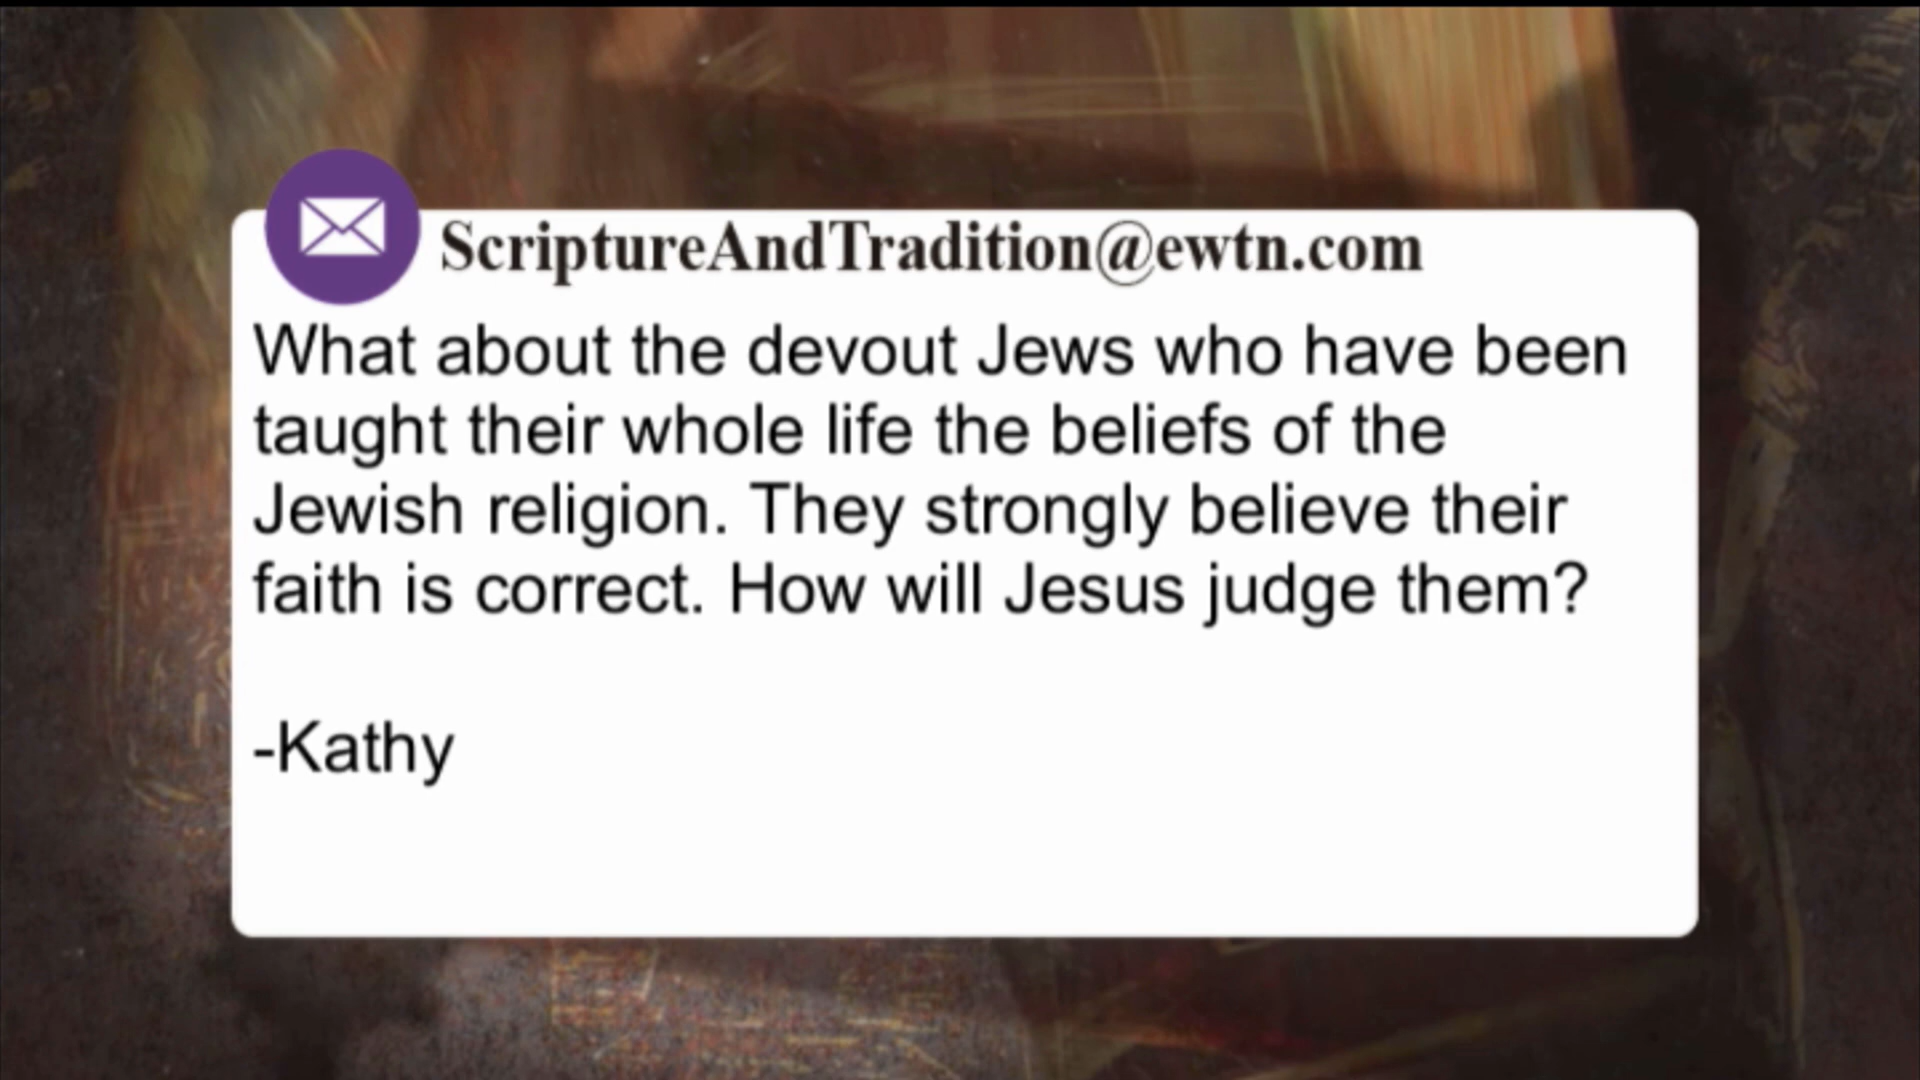 ScriptureAndTradition@ewtn.com
What about the devout Jews who have been
taught their whole life the beliefs of the
Jewish religion. They strongly believe their
faith is correct. How will Jesus judge them?
-Kathy